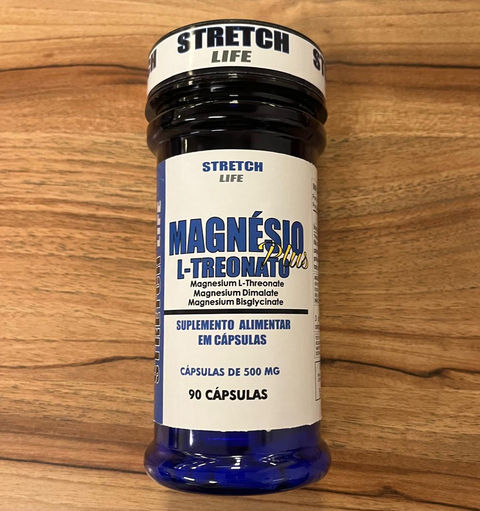 STRETCH
LIFE
STRETCH
LIFE
MAGNÉSIO
Plus
L-TREONATO
Magnesium L-Threonate
Magnesium Dimalate
Magnesium Bisglycinate
SUPLEMENTO ALIMENTAR
EM CÁPSULAS
CÁPSULAS DE 500 MG
90 CÁPSULAS